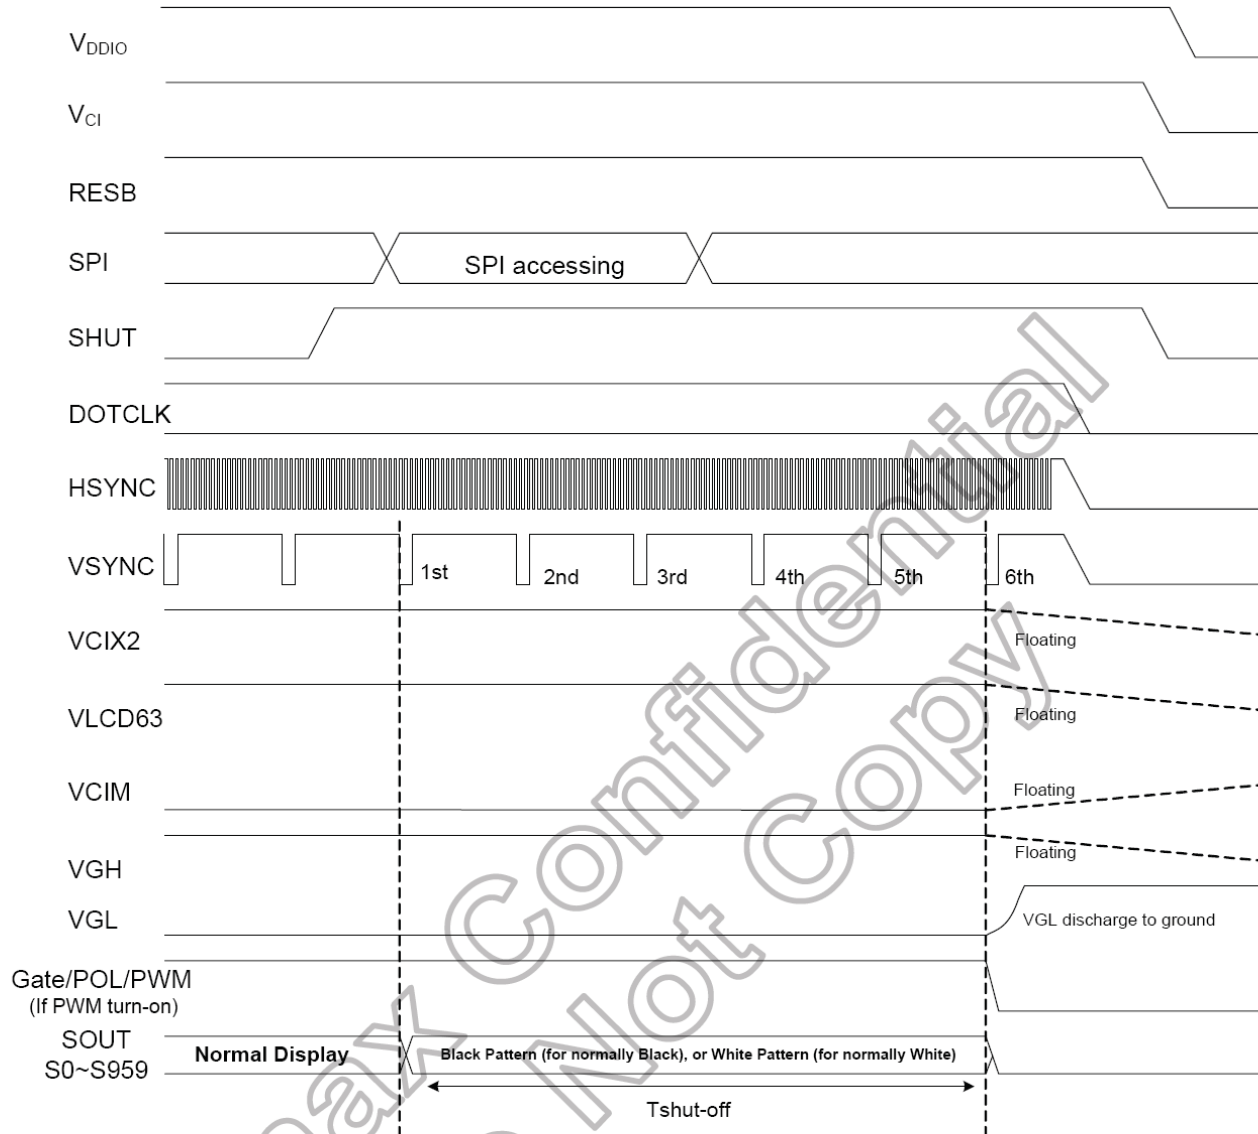 VDDIO
VCI
RESB
SPI
SPI accessing
SHUT
DOTCLK
HSYNC
VSYNC
1st
2nd
3rd
4th
5th
6th
VCIX2
Floating
VLCD63
Floating
VCIM
Floating
VGH
Floating
VGL
VGL discharge to ground
Gate/POL/PWM
(If PWM turn-on)
SOUT
S0~S959
Normal Display
Black Pattern (for normally Black), or White Pattern (for normally White)
Tshut-off
Confidential
Not Copy